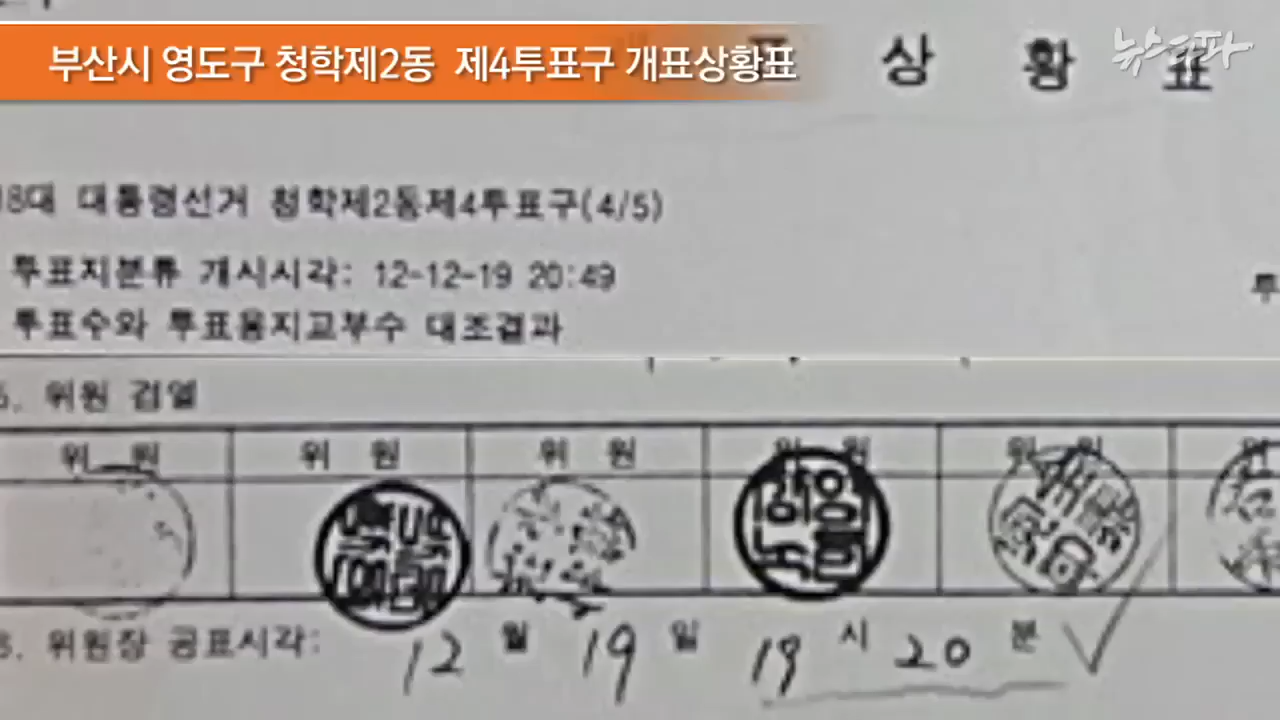 부산시 영도구 청학제2동 제4투표구 개표상황표
뉴스타파
상 황 표
18대 대통령선거 청학제2동제4투표구(4/5)
투표지분류 개시시각: 12-12-19 20:49
투
투표수와 투표용지교부수 대조결과
위원 검열
위 원 위 원 위 원 위 원 위 원 위
위원장 공표시각: 12 월 19 일 19 시 20 분